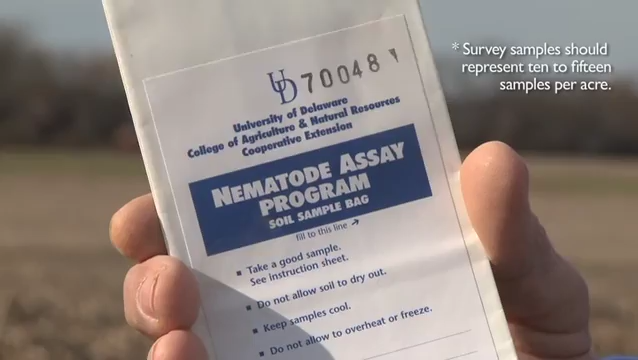 * Survey samples should
represent ten to fifteen
samples per acre.
UD 70048
University of Delaware
College of Agriculture & Natural Resources
Cooperative Extension
NEMATODE ASSAY
PROGRAM
SOIL SAMPLE BAG
fill to this line
▪ Take a good sample.
See instruction sheet.
▪ Do not allow soil to dry out.
▪ Keep samples cool.
▪ Do not allow to overheat or freeze.